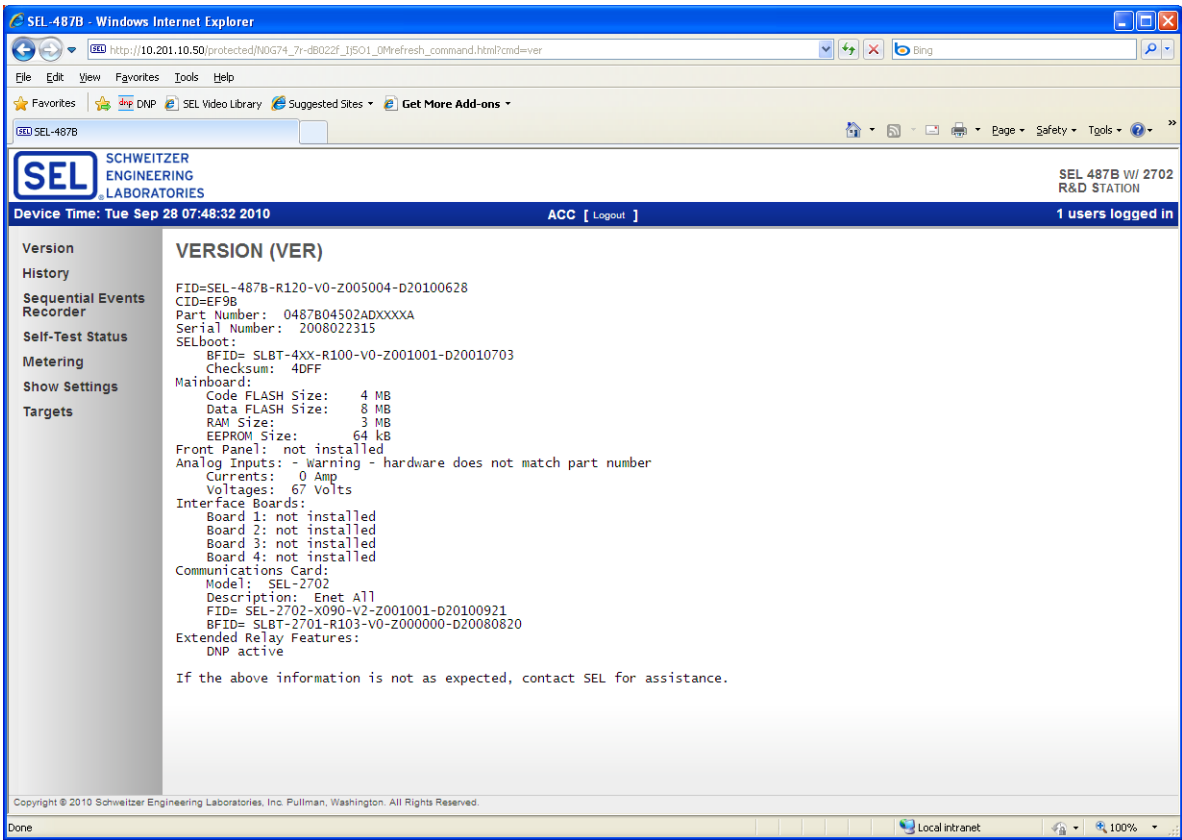 SEL-487B - Windows Internet Explorer
http://10.201.10.50/protected/N0G74_7r-dB022f_Ij5O1_0Mrefresh_command.html?cmd=ver
Bing
File Edit View Favorites Tools Help
Favorites DNP SEL Video Library Suggested Sites Get More Add-ons
SEL-487B
Page Safety Tools
SEL SCHWEITZER
ENGINEERING
LABORATORIES
SEL 487B W/ 2702
R&D STATION
Device Time: Tue Sep 28 07:48:32 2010 ACC [ Logout ] 1 users logged in
Version
History
Sequential Events
Recorder
Self-Test Status
Metering
Show Settings
Targets
VERSION (VER)
FID=SEL-487B-R120-V0-Z005004-D20100628
CID=EF9B
Part Number: 0487B04502ADXXXXA
Serial Number: 2008022315
SELboot:
BFID= SLBT-4XX-R100-V0-Z001001-D20010703
Checksum: 4DFF
Mainboard:
Code FLASH Size: 4 MB
Data FLASH Size: 8 MB
RAM Size: 3 MB
EEPROM Size: 64 kB
Front Panel: not installed
Analog Inputs: - Warning - hardware does not match part number
Currents: 0 Amp
Voltages: 67 Volts
Interface Boards:
Board 1: not installed
Board 2: not installed
Board 3: not installed
Board 4: not installed
Communications Card:
Model: SEL-2702
Description: Enet All
FID= SEL-2702-X090-V2-Z001001-D20100921
BFID= SLBT-2701-R103-V0-Z000000-D20080820
Extended Relay Features:
DNP active
If the above information is not as expected, contact SEL for assistance.
Copyright © 2010 Schweitzer Engineering Laboratories, Inc. Pullman, Washington. All Rights Reserved.
Done Local intranet 100%